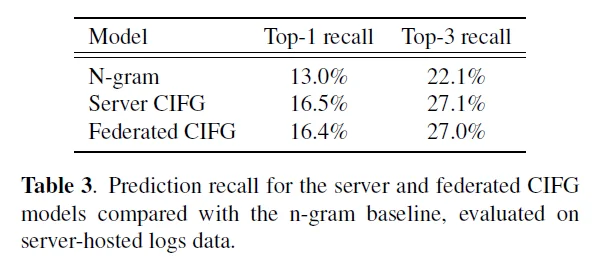 Model Top-1 recall Top-3 recall
N-gram 13.0% 22.1%
Server CIFG 16.5% 27.1%
Federated CIFG 16.4% 27.0%
Table 3. Prediction recall for the server and federated CIFG
models compared with the n-gram baseline, evaluated on
server-hosted logs data.